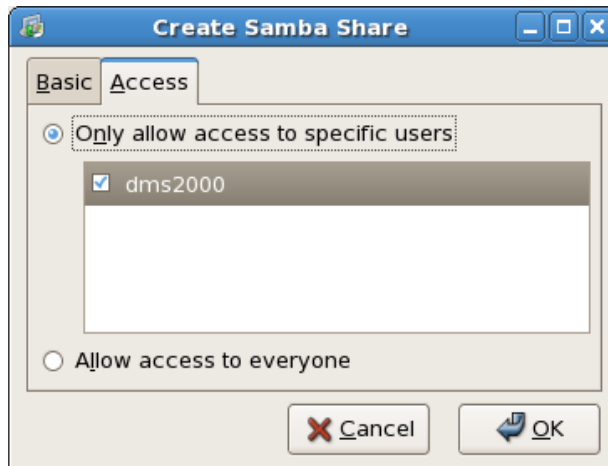 Create Samba Share
Basic Access
Only allow access to specific users
dms2000
Allow access to everyone
Cancel OK